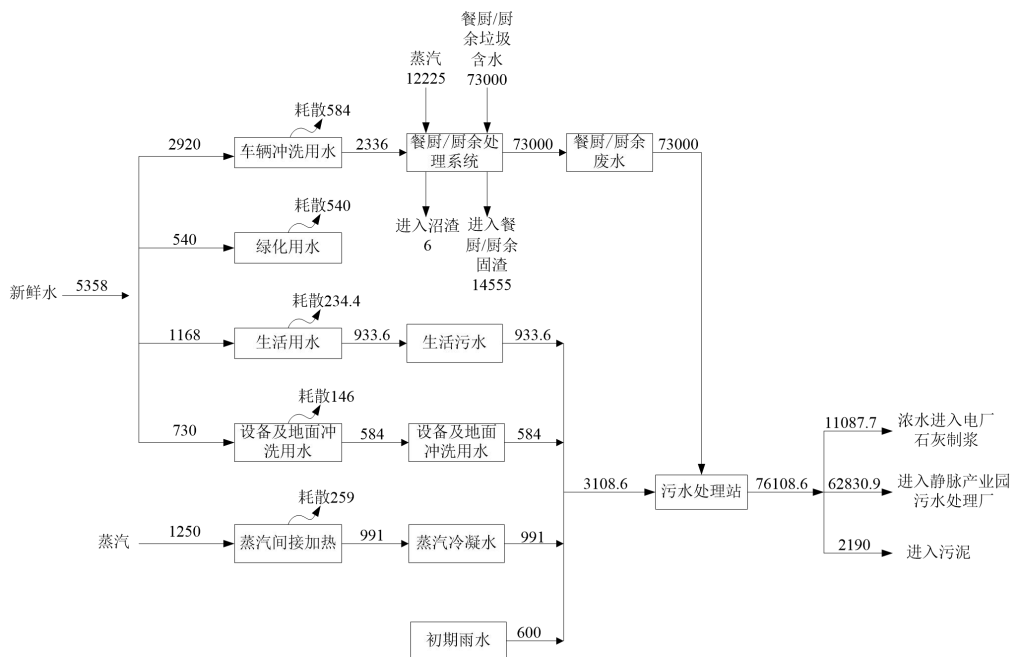 餐厨/厨
余垃圾
含水
73000
蒸汽
12225
耗散584
2920
车辆冲洗用水
2336
餐厨/厨余处
理系统
73000
餐厨/厨余
废水
73000
耗散540
进入沼渣
6
进入餐
厨/厨余
固渣
14555
540
绿化用水
新鲜水
5358
耗散234.4
1168
生活用水
933.6
生活污水
933.6
耗散146
730
设备及地面冲
洗用水
584
设备及地面
冲洗用水
584
11087.7
浓水进入电厂
石灰制浆
3108.6
污水处理站
76108.6
62830.9
进入静脉产业园
污水处理厂
耗散259
蒸汽
1250
蒸汽间接加热
991
蒸汽冷凝水
991
2190
进入污泥
初期雨水
600